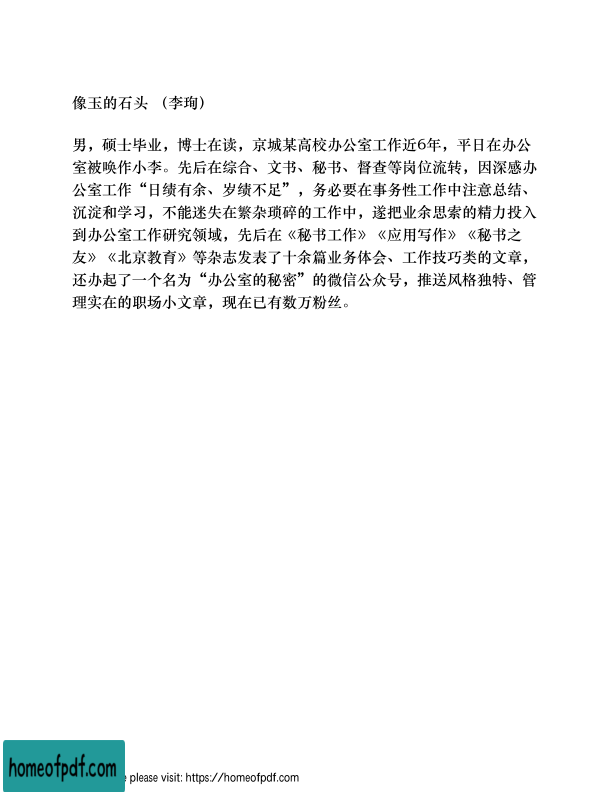 像玉的石头 （李珣）
男，硕士毕业，博士在读，京城某高校办公室工作近6年，平日在办公
室被唤作小李。先后在综合、文书、秘书、督查等岗位流转，因深感办
公室工作“日绩有余、岁绩不足”，务必要在事务性工作中注意总结、
沉淀和学习，不能迷失在繁杂琐碎的工作中，遂把业余思索的精力投入
到办公室工作研究领域，先后在《秘书工作》《应用写作》《秘书之
友》《北京教育》等杂志发表了十余篇业务体会、工作技巧类的文章，
还办起了一个名为“办公室的秘密”的微信公众号，推送风格独特、管
理实在的职场小文章，现在已有数万粉丝。
homeofpdf.com
e please visit: https://homeofpdf.com